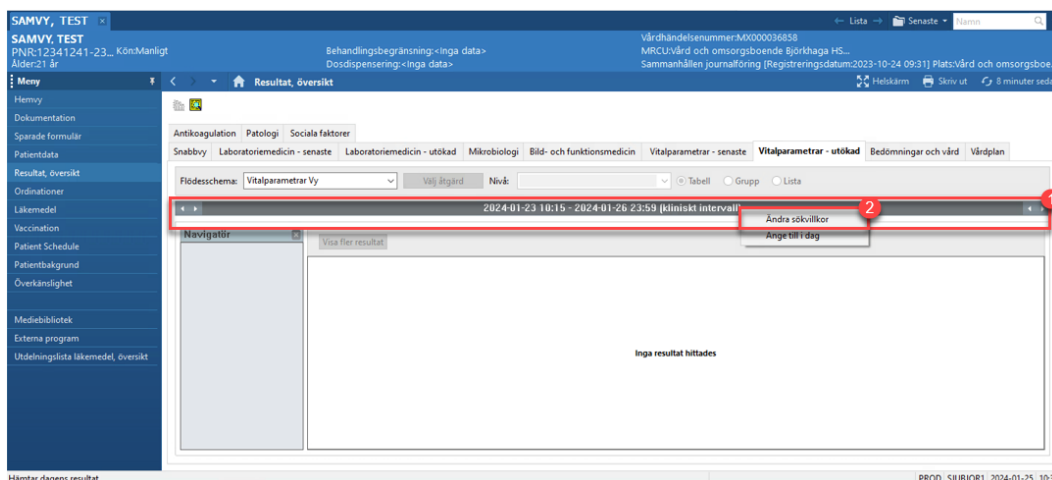 SAMVY, TEST ×
← Lista → Senaste Namn
SAMVY, TEST
Vårdhändelsenummer:MX000036858
PNR:12341241-23... Kön:Manligt
Behandlingsbegränsning:<Inga data>
MRCU:Vård och omsorgsboende Björkhaga HS...
Ålder:21 år
Dosdispensering:<Inga data>
Sammanhållen journalföring [Registreringsdatum:2023-10-24 09:31] Plats:Vård och omsorgsboe
Meny
Resultat, översikt
Helskärm Skriv ut 8 minuter seda
Hemvy
Dokumentation
Sparade formulär
Patientdata
Resultat, översikt
Ordinationer
Läkemedel
Vaccination
Patient Schedule
Patientbakgrund
Överkänslighet
Mediebibliotek
Externa program
Utdelningslista läkemedel, översikt
Antikoagulation Patologi Sociala faktorer
Snabbvy Laboratoriemedicin - senaste Laboratoriemedicin - utökad Mikrobiologi Bild- och funktionsmedicin Vitalparametrar - senaste Vitalparametrar - utökad Bedömningar och vård Vårdplan
Flödesschema: Vitalparametrar Vy Välj åtgärd Nivå: Tabell Grupp Lista
2024-01-23 10:15 - 2024-01-26 23:59 (kliniskt intervall)
1
2
Ändra sökvillkor
Ange till i dag
Navigatör
Visa fler resultat
Inga resultat hittades
Hämtar dagens resultat
PROD SJUBJOR1 2024-01-25 10: